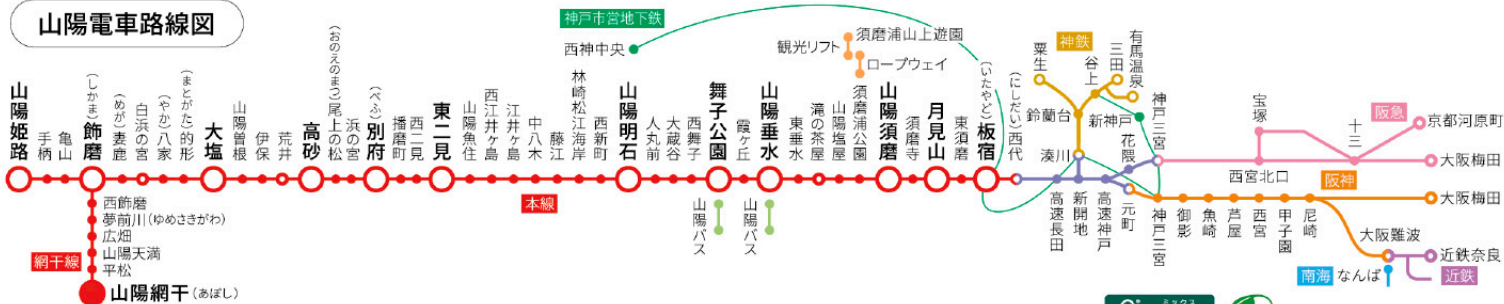 山陽電車路線図
神戸市営地下鉄
西神中央
観光リフト
須磨浦山上遊園
ロープウェイ
山陽姫路
手柄
亀山
(しかま)飾磨
(めが)妻鹿
白浜の宮
(やか)八家
(まとがた)的形
大塩
山陽曽根
伊保
荒井
高砂
(おのえのまつ)尾上の松
浜の宮
(べふ)別府
播磨町
西二見
東二見
山陽魚住
西江井ヶ島
江井ヶ島
中八木
藤江
林崎松江海岸
西新町
山陽明石
人丸前
大蔵谷
西舞子
舞子公園
霞ヶ丘
山陽垂水
東垂水
滝の茶屋
山陽塩屋
須磨浦公園
山陽須磨
須磨寺
月見山
東須磨
(いたやど)板宿
(にしだい)西代
本線
山陽バス
山陽バス
西飾磨
夢前川(ゆめさきがわ)
広畑
山陽天満
平松
網干線
山陽網干(あぼし)
神鉄
粟生
谷上
三田
有馬温泉
鈴蘭台
新神戸
湊川
花隈
神戸三宮
高速長田
新開地
高速神戸
元町
神戸三宮
御影
魚崎
芦屋
西宮
甲子園
尼崎
宝塚
西宮北口
十三
阪急
京都河原町
大阪梅田
阪神
大阪梅田
大阪難波
近鉄奈良
南海
なんば
近鉄
ミックス